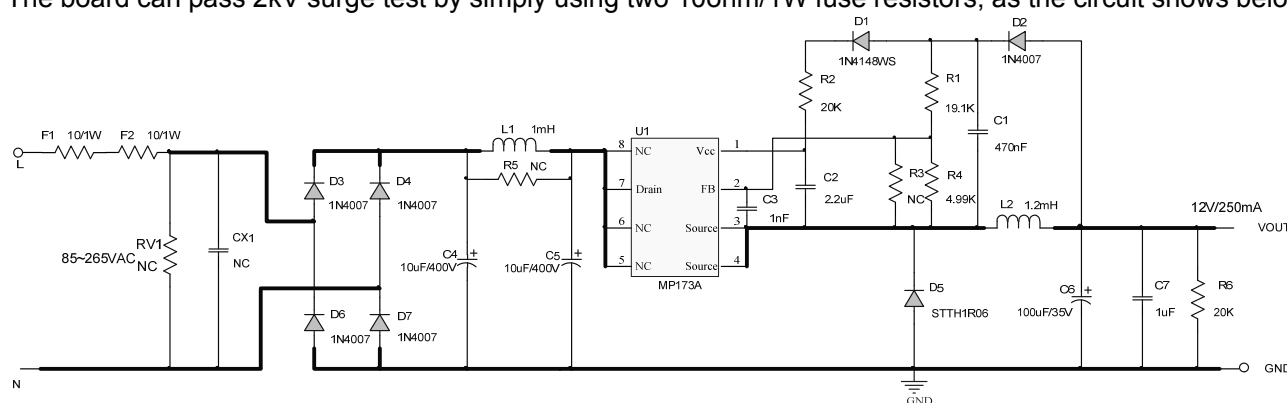 The board can pass 2kV surge test by simply using two 10ohm/1W fuse resistors, as the circuit shows below
D1
1N4148WS
D2
1N4007
R2
20K
R1
19.1K
C1
470nF
F1 10/1W
F2 10/1W
L
L1 1mH
R5 NC
U1
8 NC
Vcc 1
7 Drain
FB 2
6 NC
Source 3
5 NC
Source 4
MP173A
C2
2.2uF
C3
1nF
R3
NC
R4
4.99K
L2 1.2mH
12V/250mA
VOUT
D3
1N4007
D4
1N4007
RV1
NC
85~265VAC
CX1
NC
C4
10uF/400V
C5
10uF/400V
D6
1N4007
D7
1N4007
D5
STTH1R06
C6
100uF/35V
C7
1uF
R6
20K
N
GND
GND